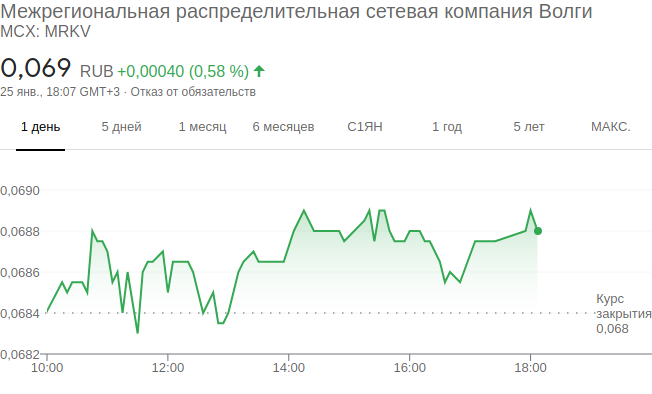 Межрегиональная распределительная сетевая компания Волги
MCX: MRKV
0,069 RUB +0,00040 (0,58 %)
25 янв., 18:07 GMT+3 · Отказ от обязательств
1 день 5 дней 1 месяц 6 месяцев С1ЯН 1 год 5 лет МАКС.
0,0690
0,0688
0,0686
0,0684
0,0682
Курс
закрытия
0,068
10:00 12:00 14:00 16:00 18:00